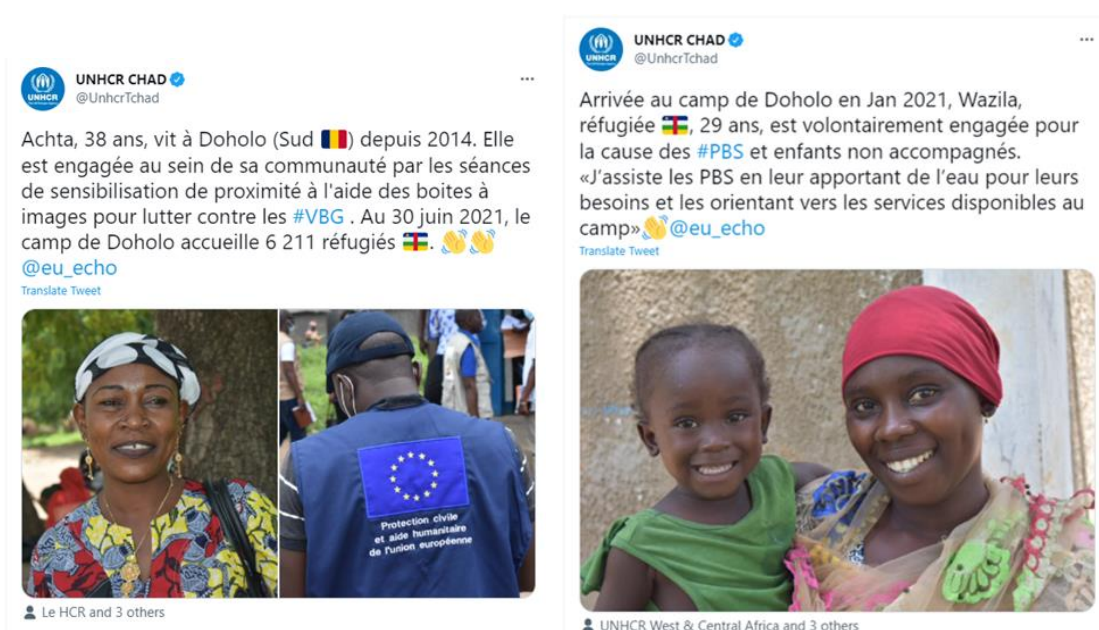 UNHCR CHAD
@UnhcrTchad
Achta, 38 ans, vit à Doholo (Sud 🇹🇩) depuis 2014. Elle
est engagée au sein de sa communauté par les séances
de sensibilisation de proximité à l'aide des boites à
images pour lutter contre les #VBG . Au 30 juin 2021, le
camp de Doholo accueille 6 211 réfugiés 🇨🇫. 👏👏
@eu_echo
Translate Tweet
Protection civile
et aide humanitaire
de l'union européenne
Le HCR and 3 others
UNHCR CHAD
@UnhcrTchad
Arrivée au camp de Doholo en Jan 2021, Wazila,
réfugiée 🇨🇫, 29 ans, est volontairement engagée pour
la cause des #PBS et enfants non accompagnés.
«J'assiste les PBS en leur apportant de l'eau pour leurs
besoins et les orientant vers les services disponibles au
camp»👏@eu_echo
Translate Tweet
UNHCR West & Central Africa and 3 others